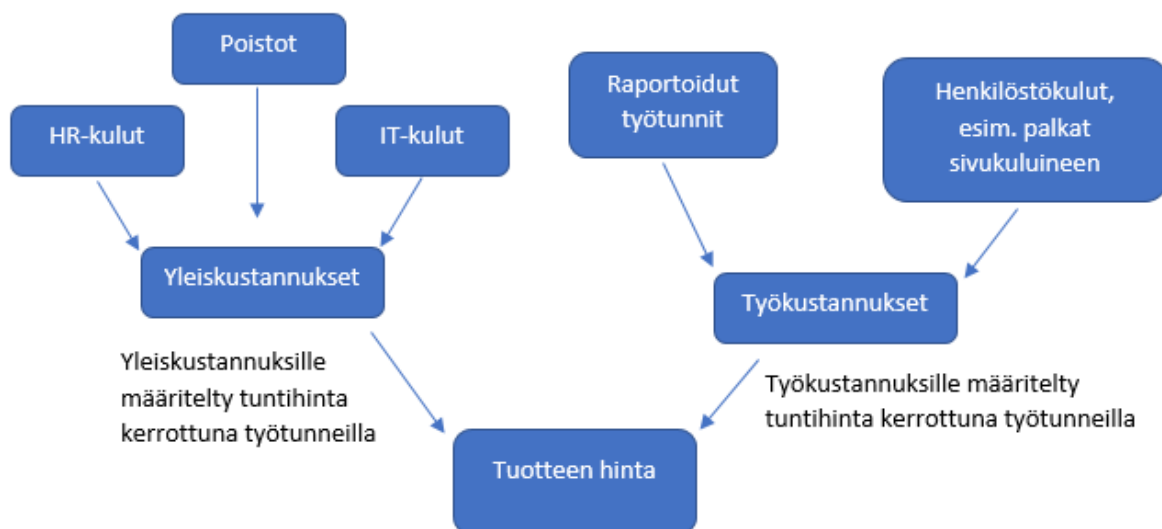 Poistot
HR-kulut
IT-kulut
Raportoidut
työtunnit
Henkilöstökulut,
esim. palkat
sivukuluineen
Yleiskustannukset
Työkustannukset
Yleiskustannuksille
määritelty tuntihinta
kerrottuna työtunneilla
Työkustannuksille määritelty
tuntihinta kerrottuna työtunneilla
Tuotteen hinta